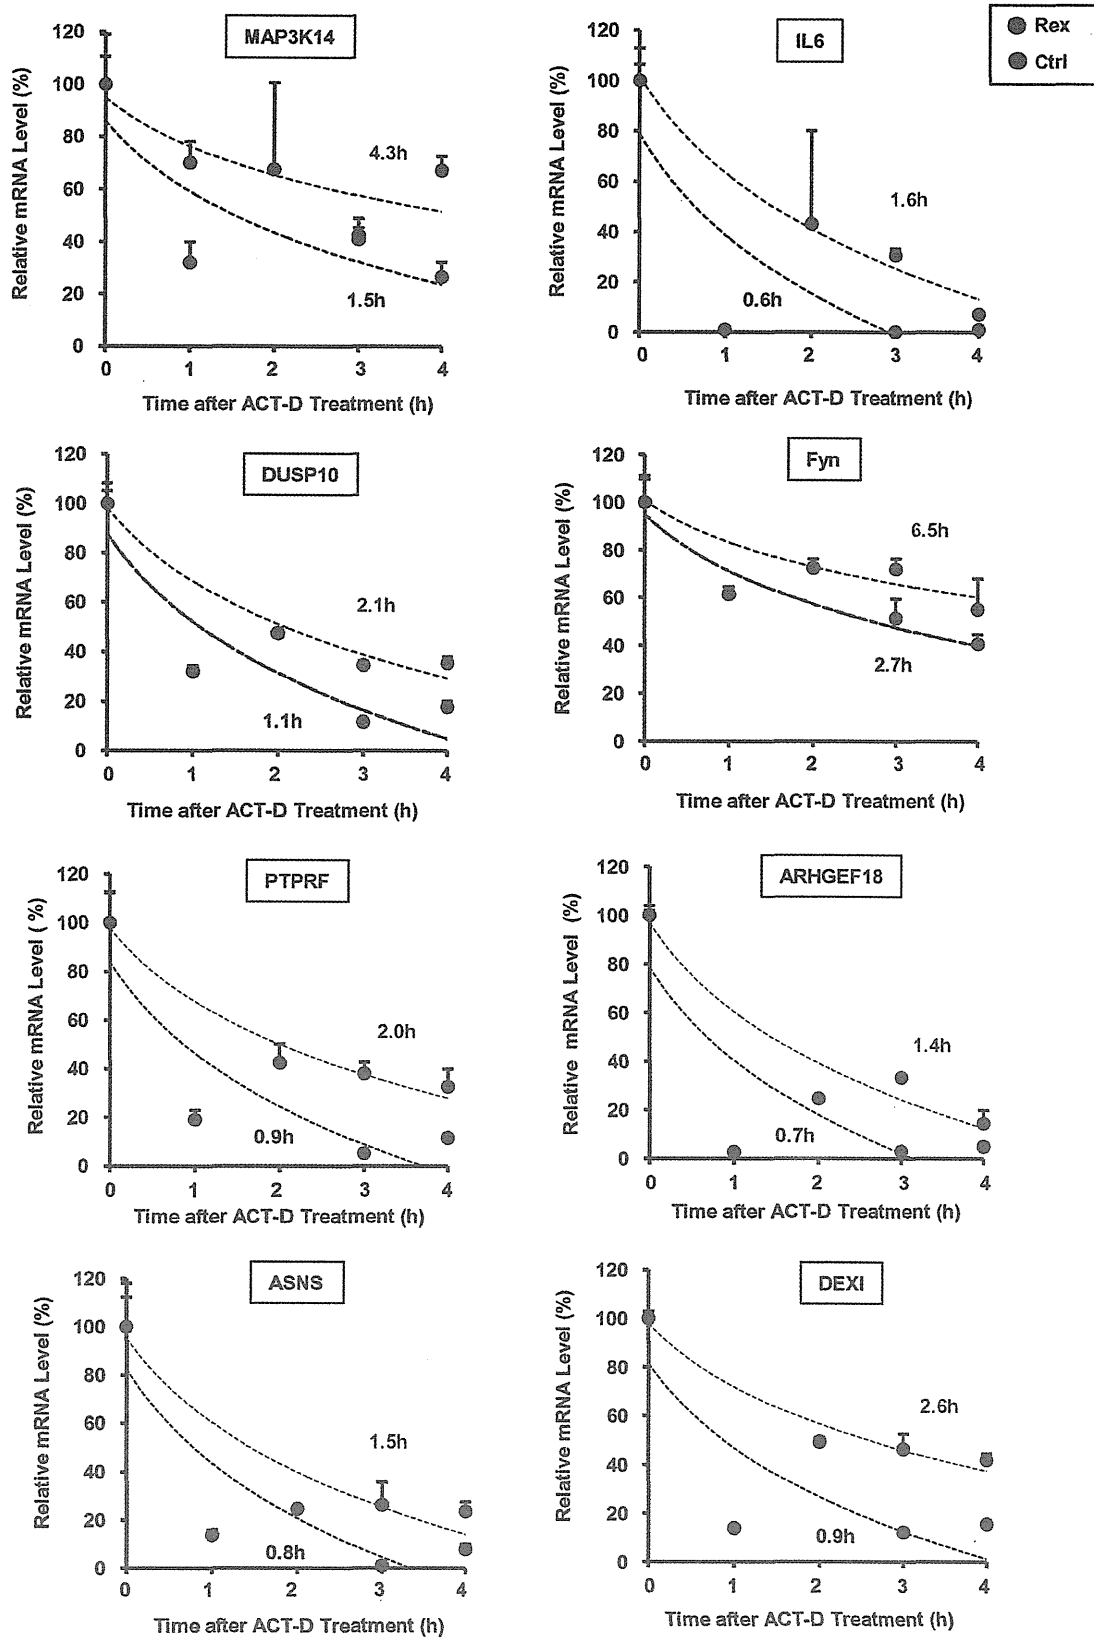 MAP3K14
Relative mRNA Level (%)
120
100
80
60
40
20
0
4.3h
1.5h
0 1 2 3 4
Time after ACT-D Treatment (h)
IL6
Rex
Ctrl
Relative mRNA Level (%)
120
100
80
60
40
20
0
1.6h
0.6h
0 1 2 3 4
Time after ACT-D Treatment (h)
DUSP10
Relative mRNA Level (%)
120
100
80
60
40
20
0
2.1h
1.1h
0 1 2 3 4
Time after ACT-D Treatment (h)
Fyn
Relative mRNA Level (%)
120
100
80
60
40
20
0
6.5h
2.7h
0 1 2 3 4
Time after ACT-D Treatment (h)
PTPRF
Relative mRNA Level ( %)
120
100
80
60
40
20
0
2.0h
0.9h
0 1 2 3 4
Time after ACT-D Treatment (h)
ARHGEF18
Relative mRNA Level (%)
120
100
80
60
40
20
0
1.4h
0.7h
0 1 2 3 4
Time after ACT-D Treatment (h)
ASNS
Relative mRNA Level (%)
120
100
80
60
40
20
0
1.5h
0.8h
0 1 2 3 4
Time after ACT-D Treatment (h)
DEXI
Relative mRNA Level (%)
120
100
80
60
40
20
0
2.6h
0.9h
0 1 2 3 4
Time after ACT-D Treatment (h)